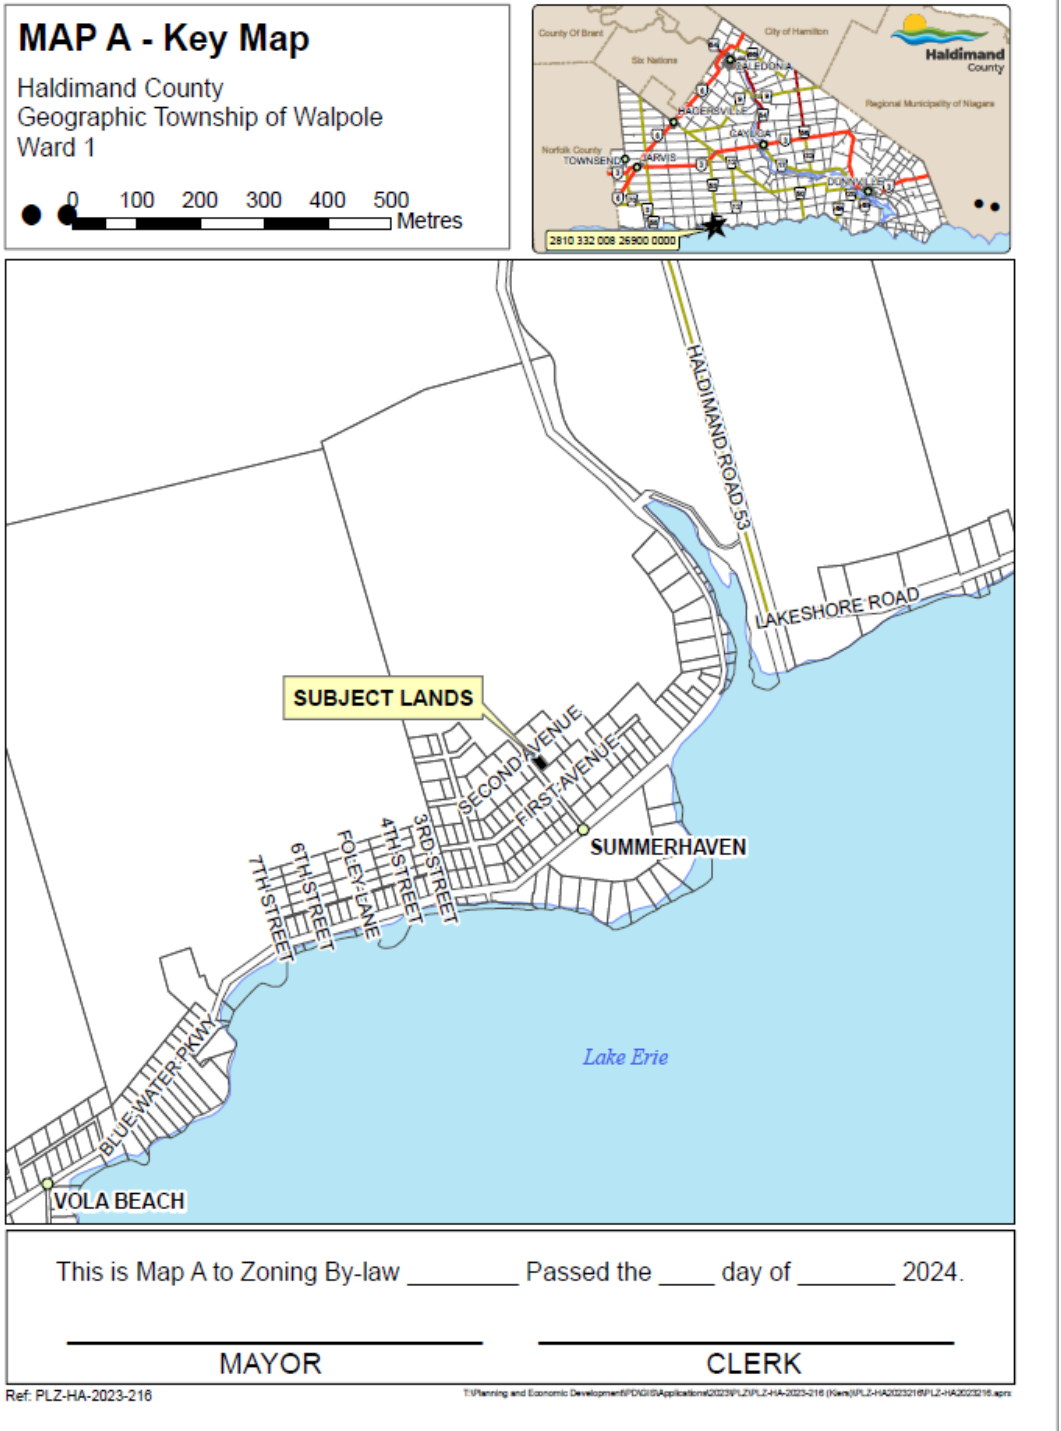 MAP A - Key Map
Haldimand County
Geographic Township of Walpole
Ward 1
0 100 200 300 400 500
Metres
County Of Brant
City of Hamilton
Six Nations
Haldimand
County
CALEDONIA
Regional Municipality of Niagara
HAGERSVILLE
CAYUGA
Norfolk County
TOWNSEND
JARVIS
DUNNVILLE
2810 332 008 26900 0000
HALDIMAND ROAD 53
LAKESHORE ROAD
SUBJECT LANDS
SECOND AVENUE
FIRST AVENUE
SUMMERHAVEN
3RD STREET
4TH STREET
FOLEY LANE
6TH STREET
7TH STREET
BLUE WATER PKWY
Lake Erie
VOLA BEACH
This is Map A to Zoning By-law ________ Passed the ____ day of _______ 2024.
MAYOR
CLERK
Ref: PLZ-HA-2023-216